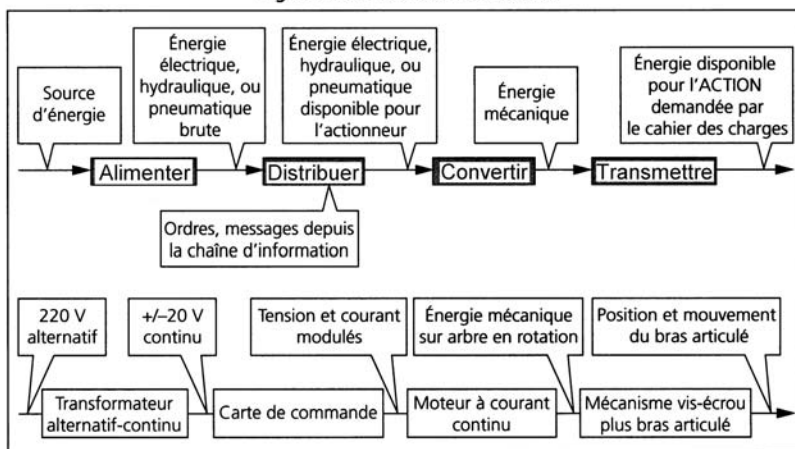 Source
d'énergie
Énergie
électrique,
hydraulique, ou
pneumatique
brute
Énergie électrique,
hydraulique, ou
pneumatique
disponible pour
l'actionneur
Énergie
mécanique
Énergie disponible
pour l'ACTION
demandée par
le cahier des charges
Alimenter
Distribuer
Convertir
Transmettre
Ordres, messages depuis
la chaîne d'information
220 V
alternatif
+/–20 V
continu
Tension et courant
modulés
Énergie mécanique
sur arbre en rotation
Position et mouvement
du bras articulé
Transformateur
alternatif-continu
Carte de commande
Moteur à courant
continu
Mécanisme vis-écrou
plus bras articulé